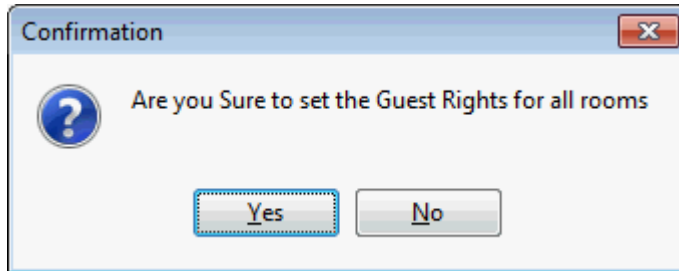 Confirmation
Are you Sure to set the Guest Rights for all rooms
Yes
No